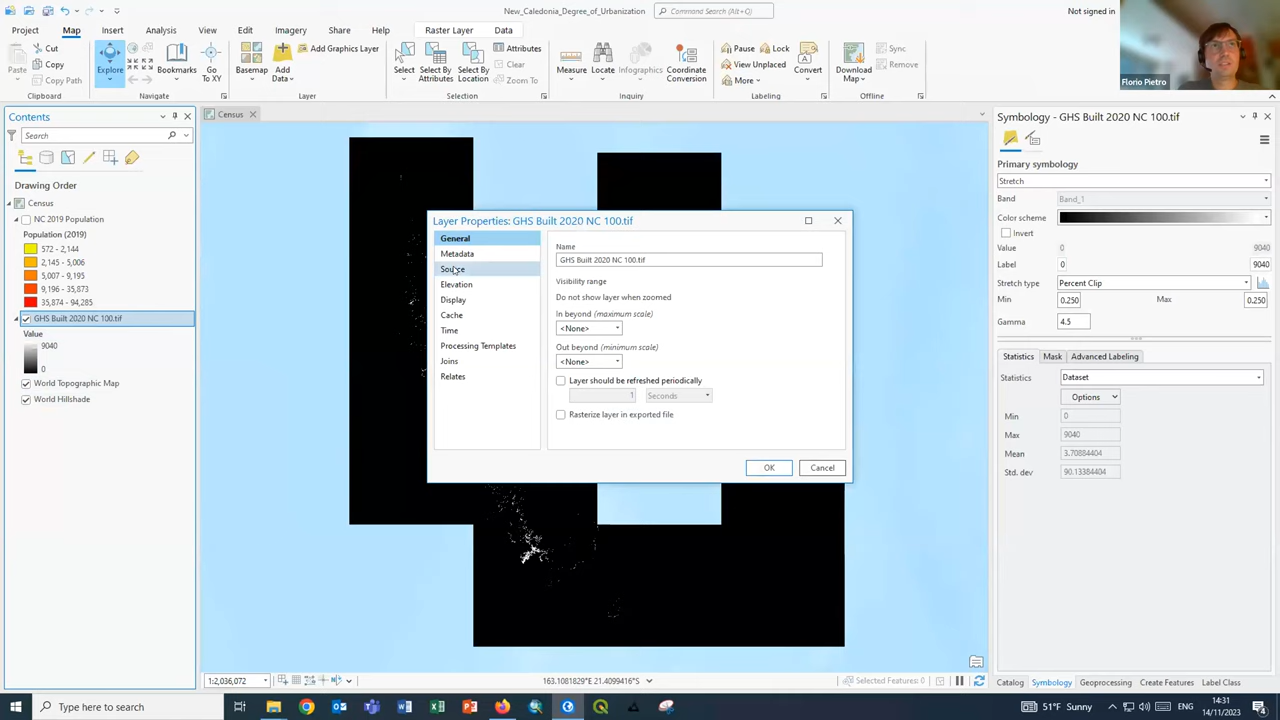 New_Caledonia_Degree_of_Urbanization
Command Search (Alt+Q)
Not signed in
Project
Map
Insert
Analysis
View
Edit
Imagery
Share
Help
Raster Layer
Data
Paste
Cut
Copy
Copy Path
Clipboard
Explore
Bookmarks
Go
To XY
Navigate
Basemap
Add
Data
Add Graphics Layer
Layer
Select
Select By
Attributes
Select By
Location
Attributes
Clear
Zoom To
Selection
Measure
Locate
Infographics
Coordinate
Conversion
Inquiry
Pause
Lock
View Unplaced
More
Convert
Labeling
Download
Map
Sync
Remove
Offline
Florio Pietro
Contents
Search
Drawing Order
Census
NC 2019 Population
Population (2019)
572 - 2,144
2,145 - 5,006
5,007 - 9,195
9,196 - 35,873
35,874 - 94,285
GHS Built 2020 NC 100.tif
Value
9040
0
World Topographic Map
World Hillshade
Census
Layer Properties: GHS Built 2020 NC 100.tif
General
Metadata
Source
Elevation
Display
Cache
Time
Processing Templates
Joins
Relates
Name
GHS Built 2020 NC 100.tif
Visibility range
Do not show layer when zoomed
In beyond (maximum scale)
<None>
Out beyond (minimum scale)
<None>
Layer should be refreshed periodically
1 Seconds
Rasterize layer in exported file
OK
Cancel
1:2,036,072
163.1081829°E 21.4099416°S
Selected Features: 0
Symbology - GHS Built 2020 NC 100.tif
Primary symbology
Stretch
Band Band_1
Color scheme
Invert
Value 0 9040
Label 0 9040
Stretch type Percent Clip
Min 0.250 Max 0.250
Gamma 4.5
Statistics Mask Advanced Labeling
Statistics Dataset
Options
Min 0
Max 9040
Mean 3.70884404
Std. dev 90.13384404
Catalog Symbology Geoprocessing Create Features Label Class
Type here to search
51°F Sunny
ENG
14:31
14/11/2023